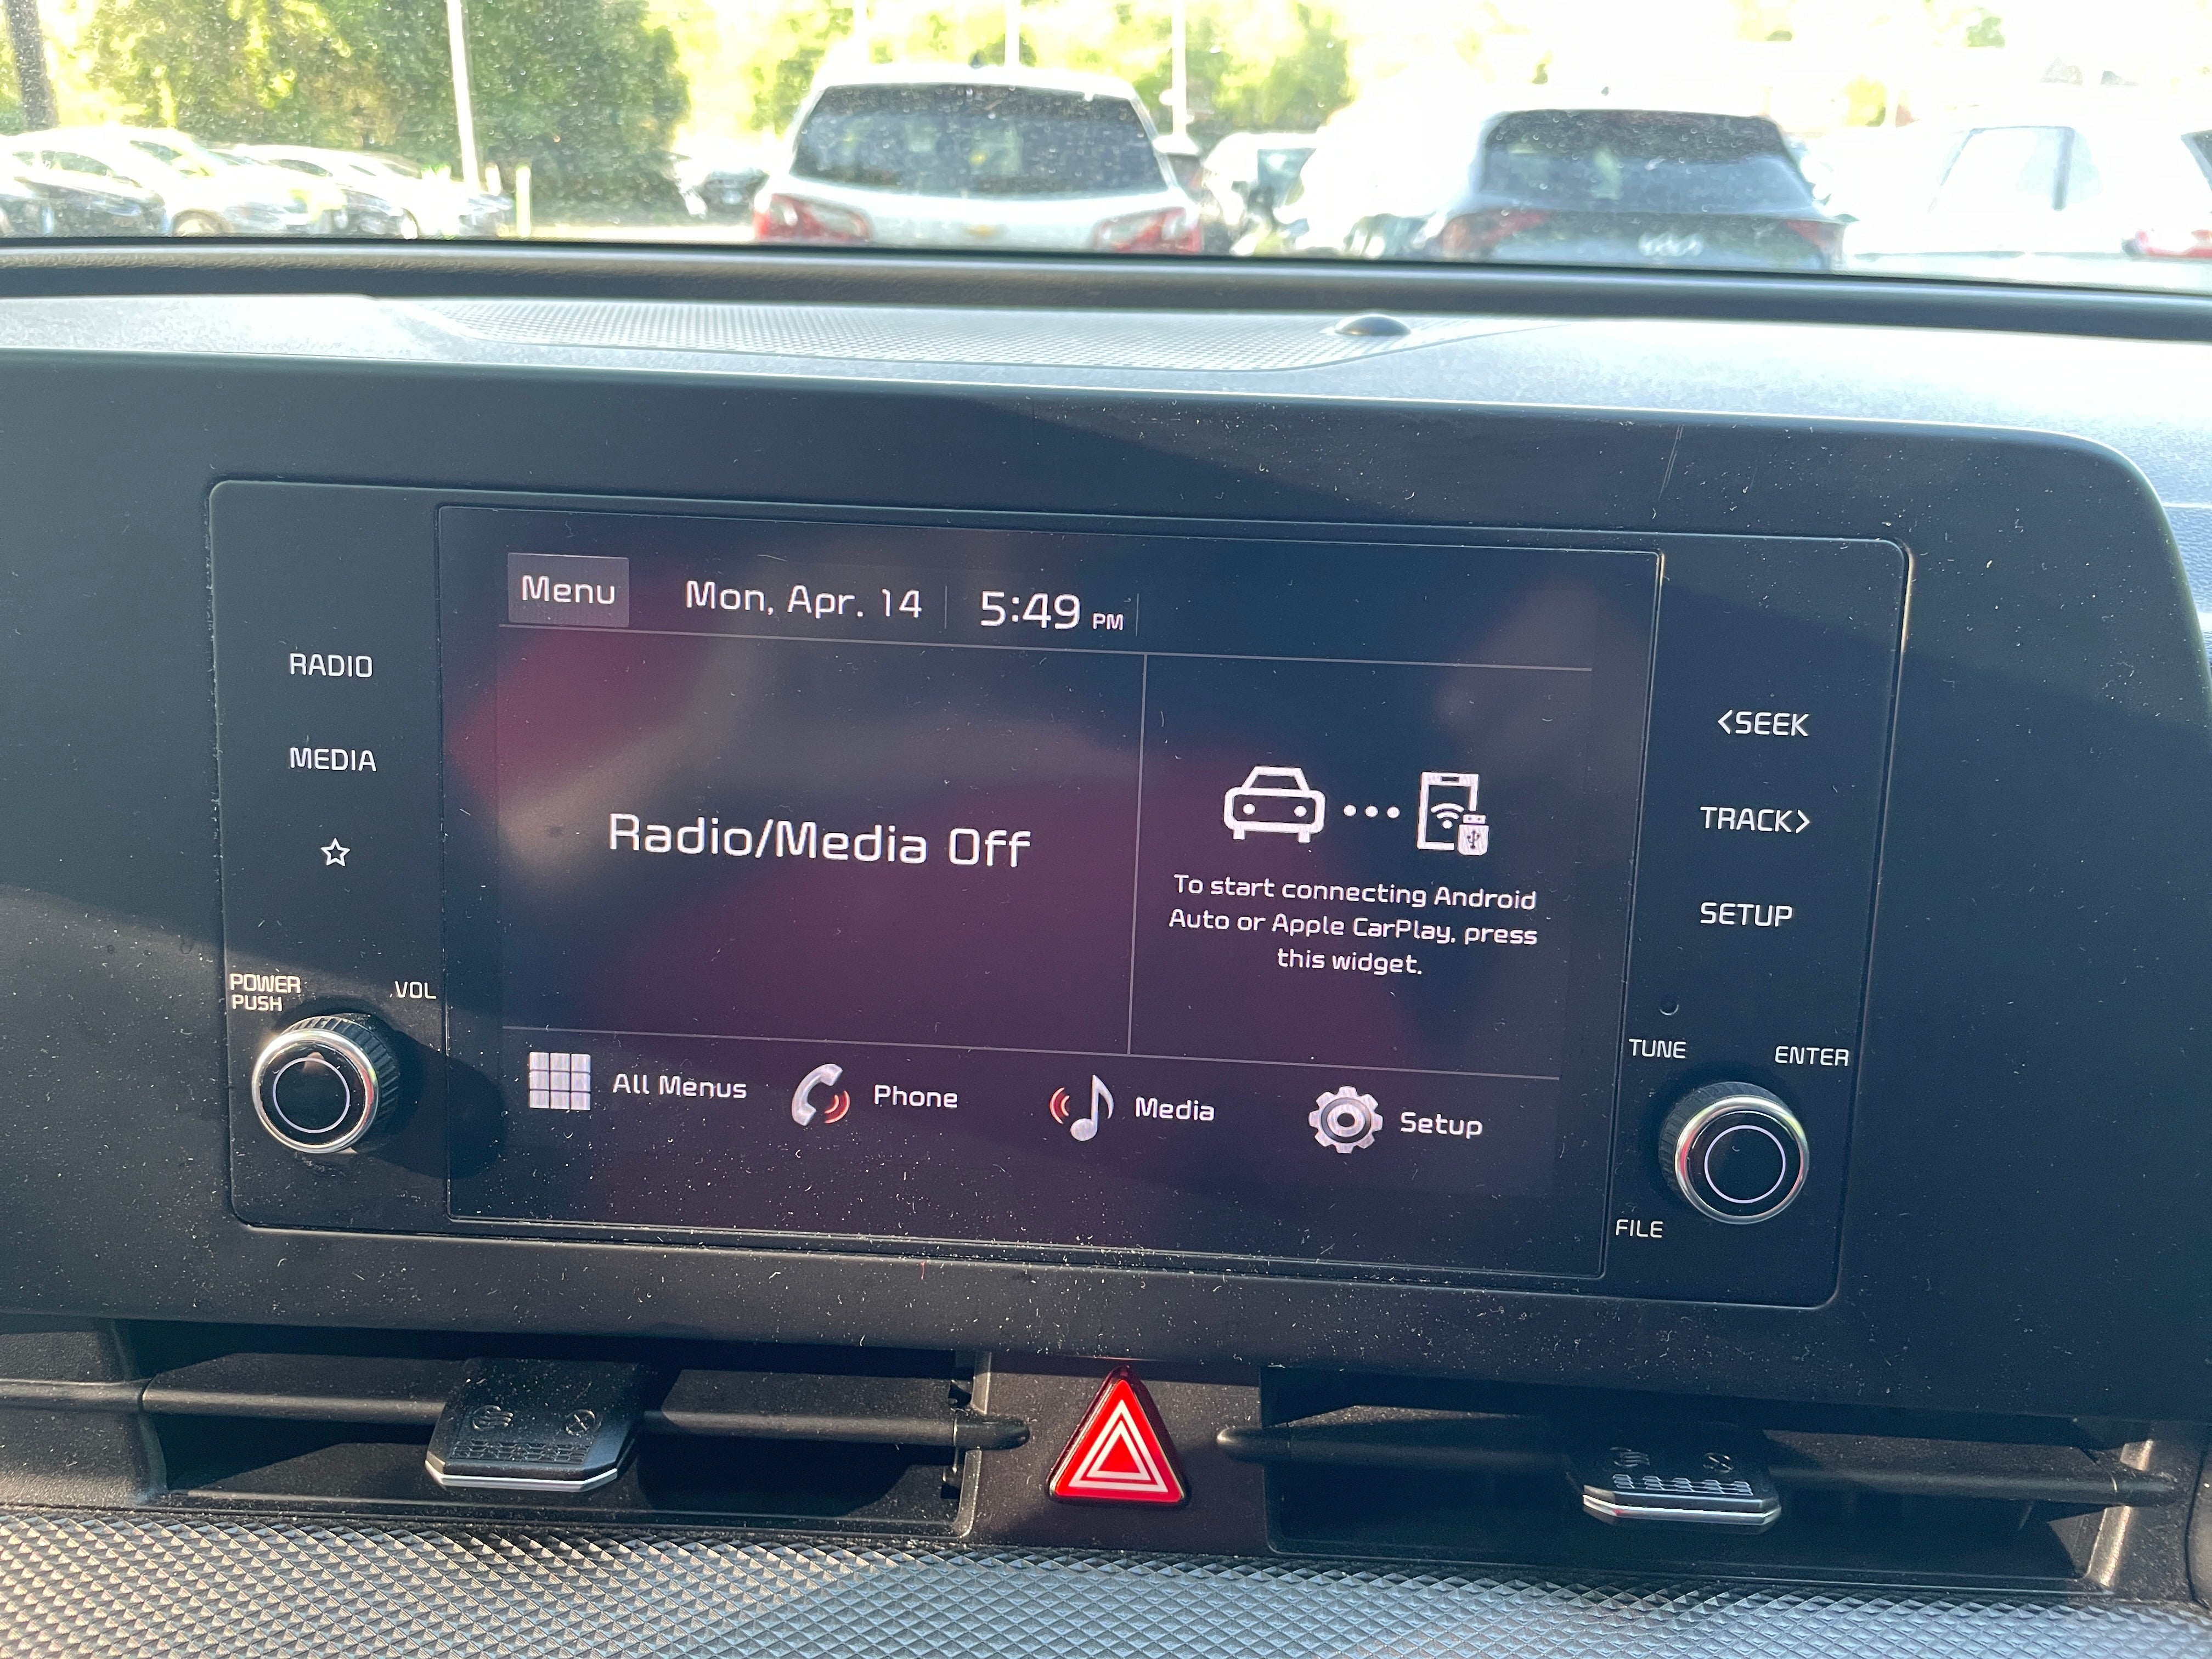 Menu
Mon, Apr. 14
5:49 PM
RADIO
MEDIA
POWER
PUSH
VOL
Radio/Media Off
To start connecting Android
Auto or Apple CarPlay, press
this widget.
All Menus
Phone
Media
Setup
<SEEK
TRACK>
SETUP
TUNE
ENTER
FILE